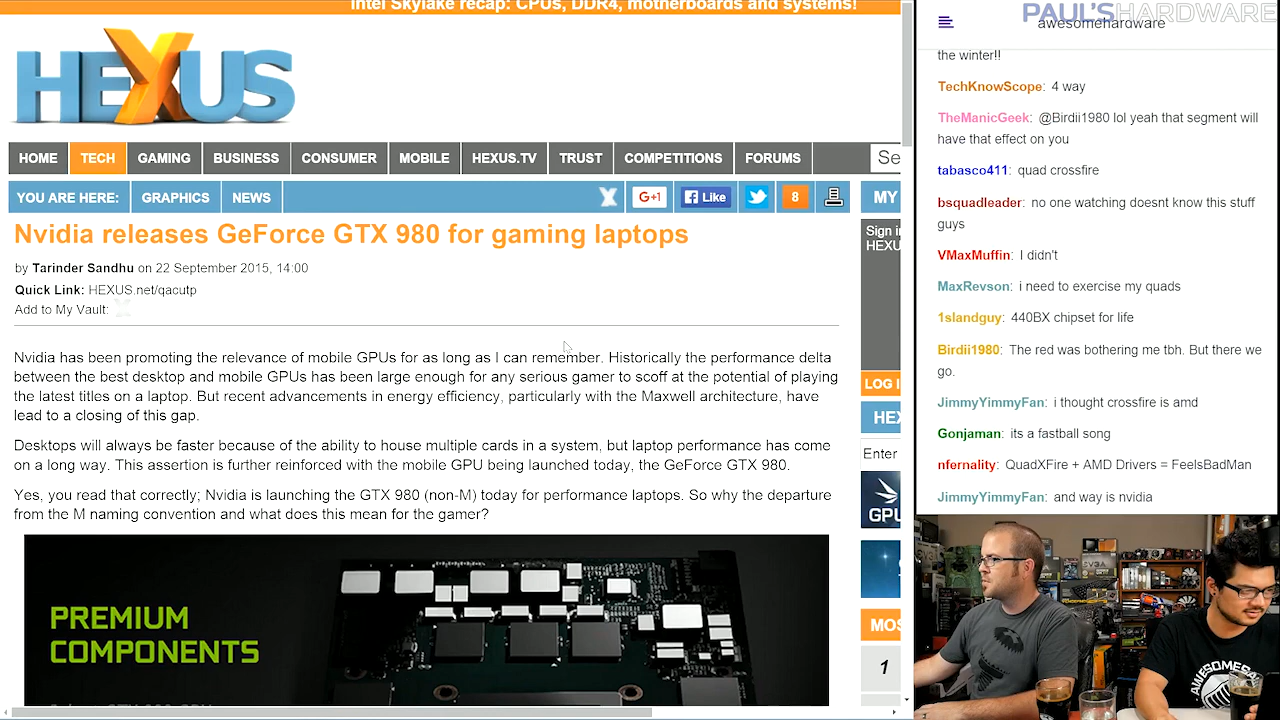 Intel Skylake recap: CPUs, DDR4, motherboards and systems!
HEXUS
HOME TECH GAMING BUSINESS CONSUMER MOBILE HEXUS.TV TRUST COMPETITIONS FORUMS Se
YOU ARE HERE: GRAPHICS NEWS X G+1 Like 8 MY
Nvidia releases GeForce GTX 980 for gaming laptops
by Tarinder Sandhu on 22 September 2015, 14:00
Quick Link: HEXUS.net/qacutp
Add to My Vault:
Nvidia has been promoting the relevance of mobile GPUs for as long as I can remember. Historically the performance delta
between the best desktop and mobile GPUs has been large enough for any serious gamer to scoff at the potential of playing
the latest titles on a laptop. But recent advancements in energy efficiency, particularly with the Maxwell architecture, have
lead to a closing of this gap.
Desktops will always be faster because of the ability to house multiple cards in a system, but laptop performance has come
on a long way. This assertion is further reinforced with the mobile GPU being launched today, the GeForce GTX 980.
Yes, you read that correctly; Nvidia is launching the GTX 980 (non-M) today for performance laptops. So why the departure
from the M naming convention and what does this mean for the gamer?
PREMIUM
COMPONENTS
Sign i
HEXU
LOG I
HE
Enter
GPU
MOS
1
PAUL'S HARDWARE
awesomehardware
the winter!!
TechKnowScope: 4 way
TheManicGeek: @Birdii1980 lol yeah that segment will
have that effect on you
tabasco411: quad crossfire
bsquadleader: no one watching doesnt know this stuff
guys
VMaxMuffin: I didn't
MaxRevson: i need to exercise my quads
1slandguy: 440BX chipset for life
Birdii1980: The red was bothering me tbh. But there we
go.
JimmyYimmyFan: i thought crossfire is amd
Gonjaman: its a fastball song
nfernality: QuadXFire + AMD Drivers = FeelsBadMan
JimmyYimmyFan: and way is nvidia
EVGA
AWESOMES